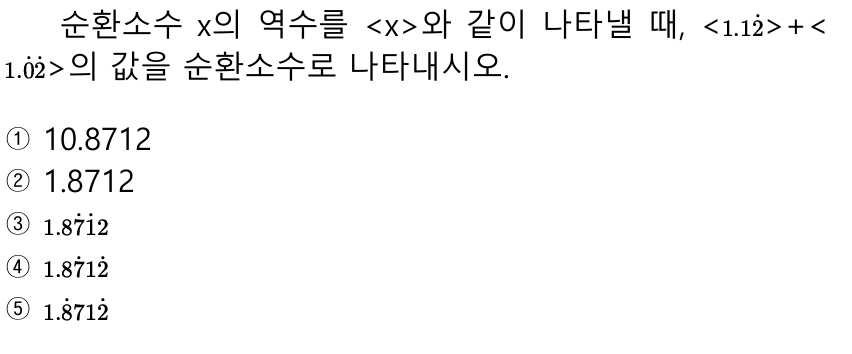 순환소수 x의 역수를 <x>와 같이 나타낼 때, <1.12̇>+<
1.0̇2̇>의 값을 순환소수로 나타내시오.
① 10.8712
② 1.8712
③ 1.87̇1̇2
④ 1.87̇12̇
⑤ 1.8̇712̇